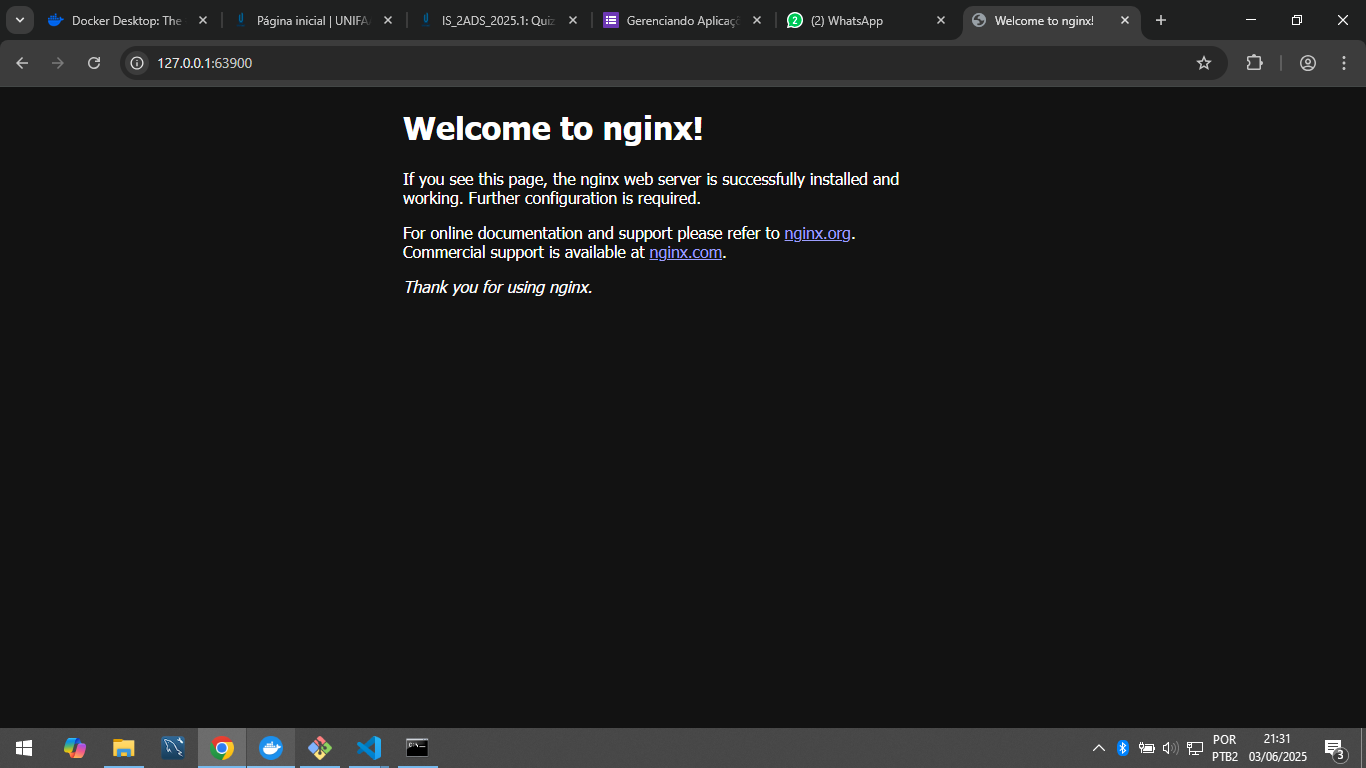 Docker Desktop: The
Página inicial | UNIFA
IS_2ADS_2025.1: Quiz
Gerenciando Aplicaç
(2) WhatsApp
Welcome to nginx!
127.0.0.1:63900
Welcome to nginx!
If you see this page, the nginx web server is successfully installed and
working. Further configuration is required.
For online documentation and support please refer to nginx.org.
Commercial support is available at nginx.com.
Thank you for using nginx.
POR
PTB2
21:31
03/06/2025
3